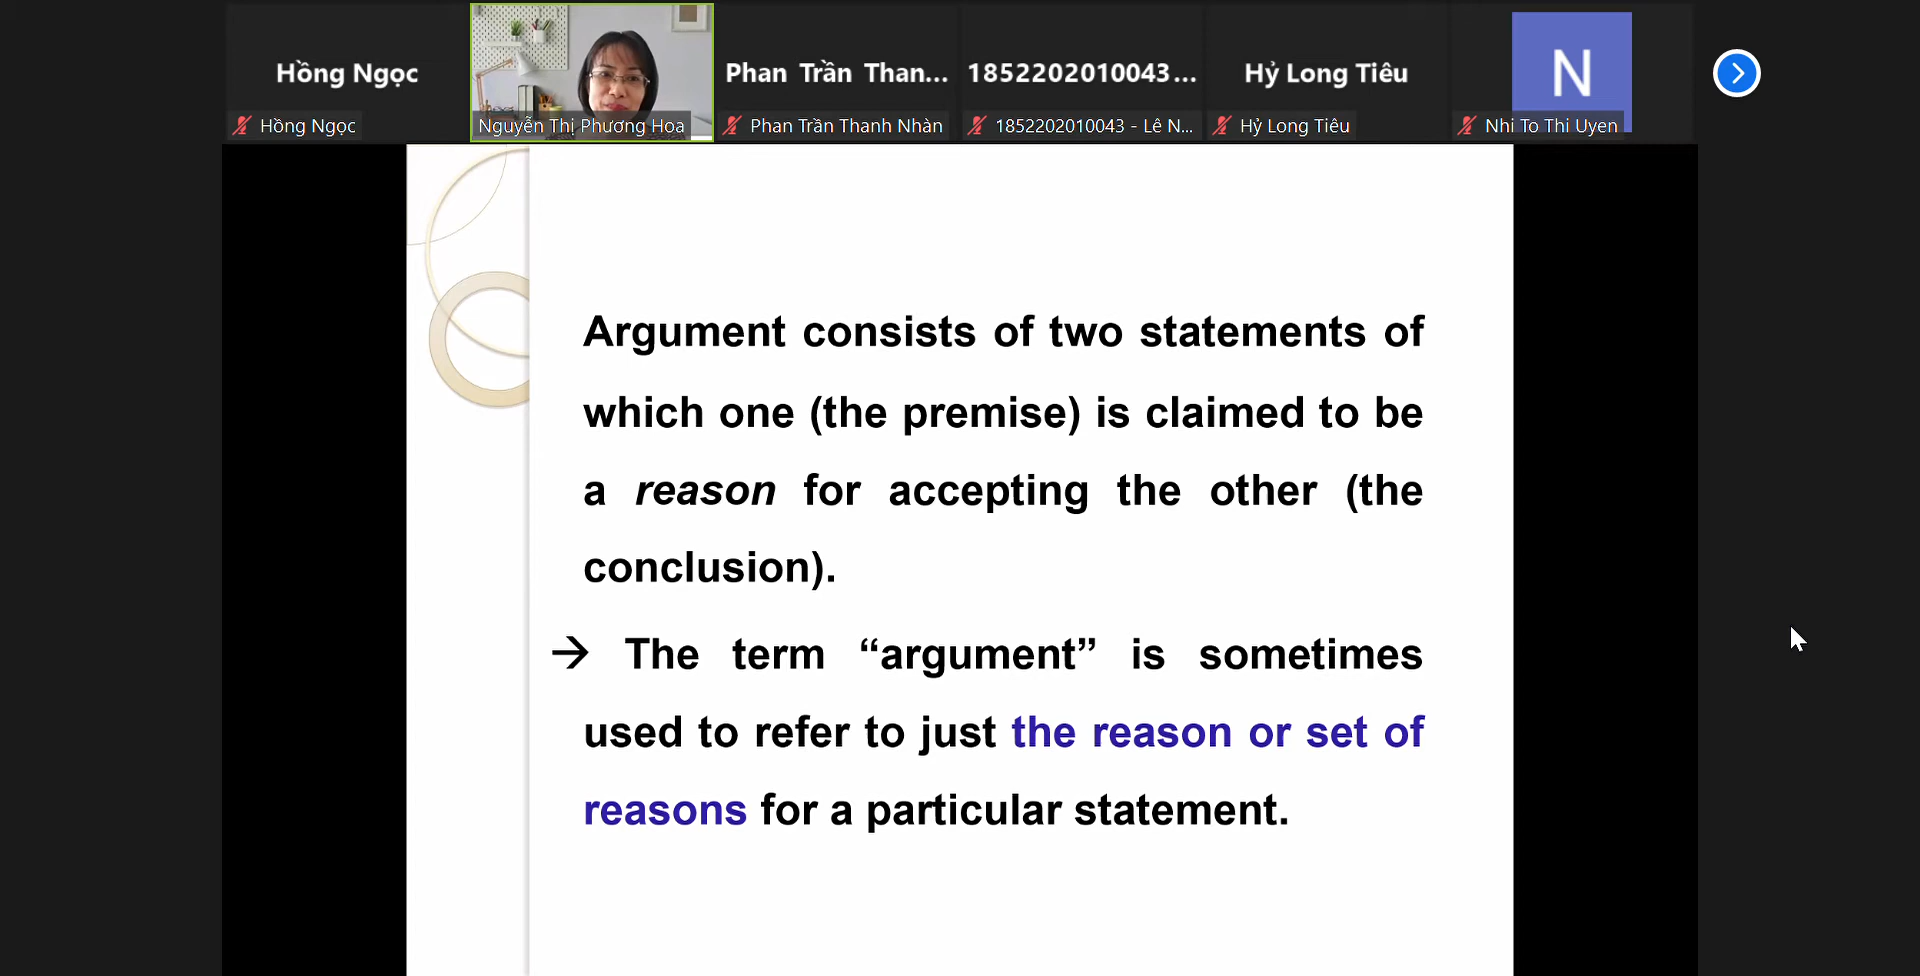 Hồng Ngọc
Phan Trần Than...
1852202010043...
Hỷ Long Tiêu
N
Hồng Ngọc
Nguyễn Thị Phương Hoa
Phan Trần Thanh Nhàn
1852202010043 - Lê N...
Hỷ Long Tiêu
Nhi To Thi Uyen
Argument consists of two statements of
which one (the premise) is claimed to be
a reason for accepting the other (the
conclusion).
→ The term “argument” is sometimes
used to refer to just the reason or set of
reasons for a particular statement.